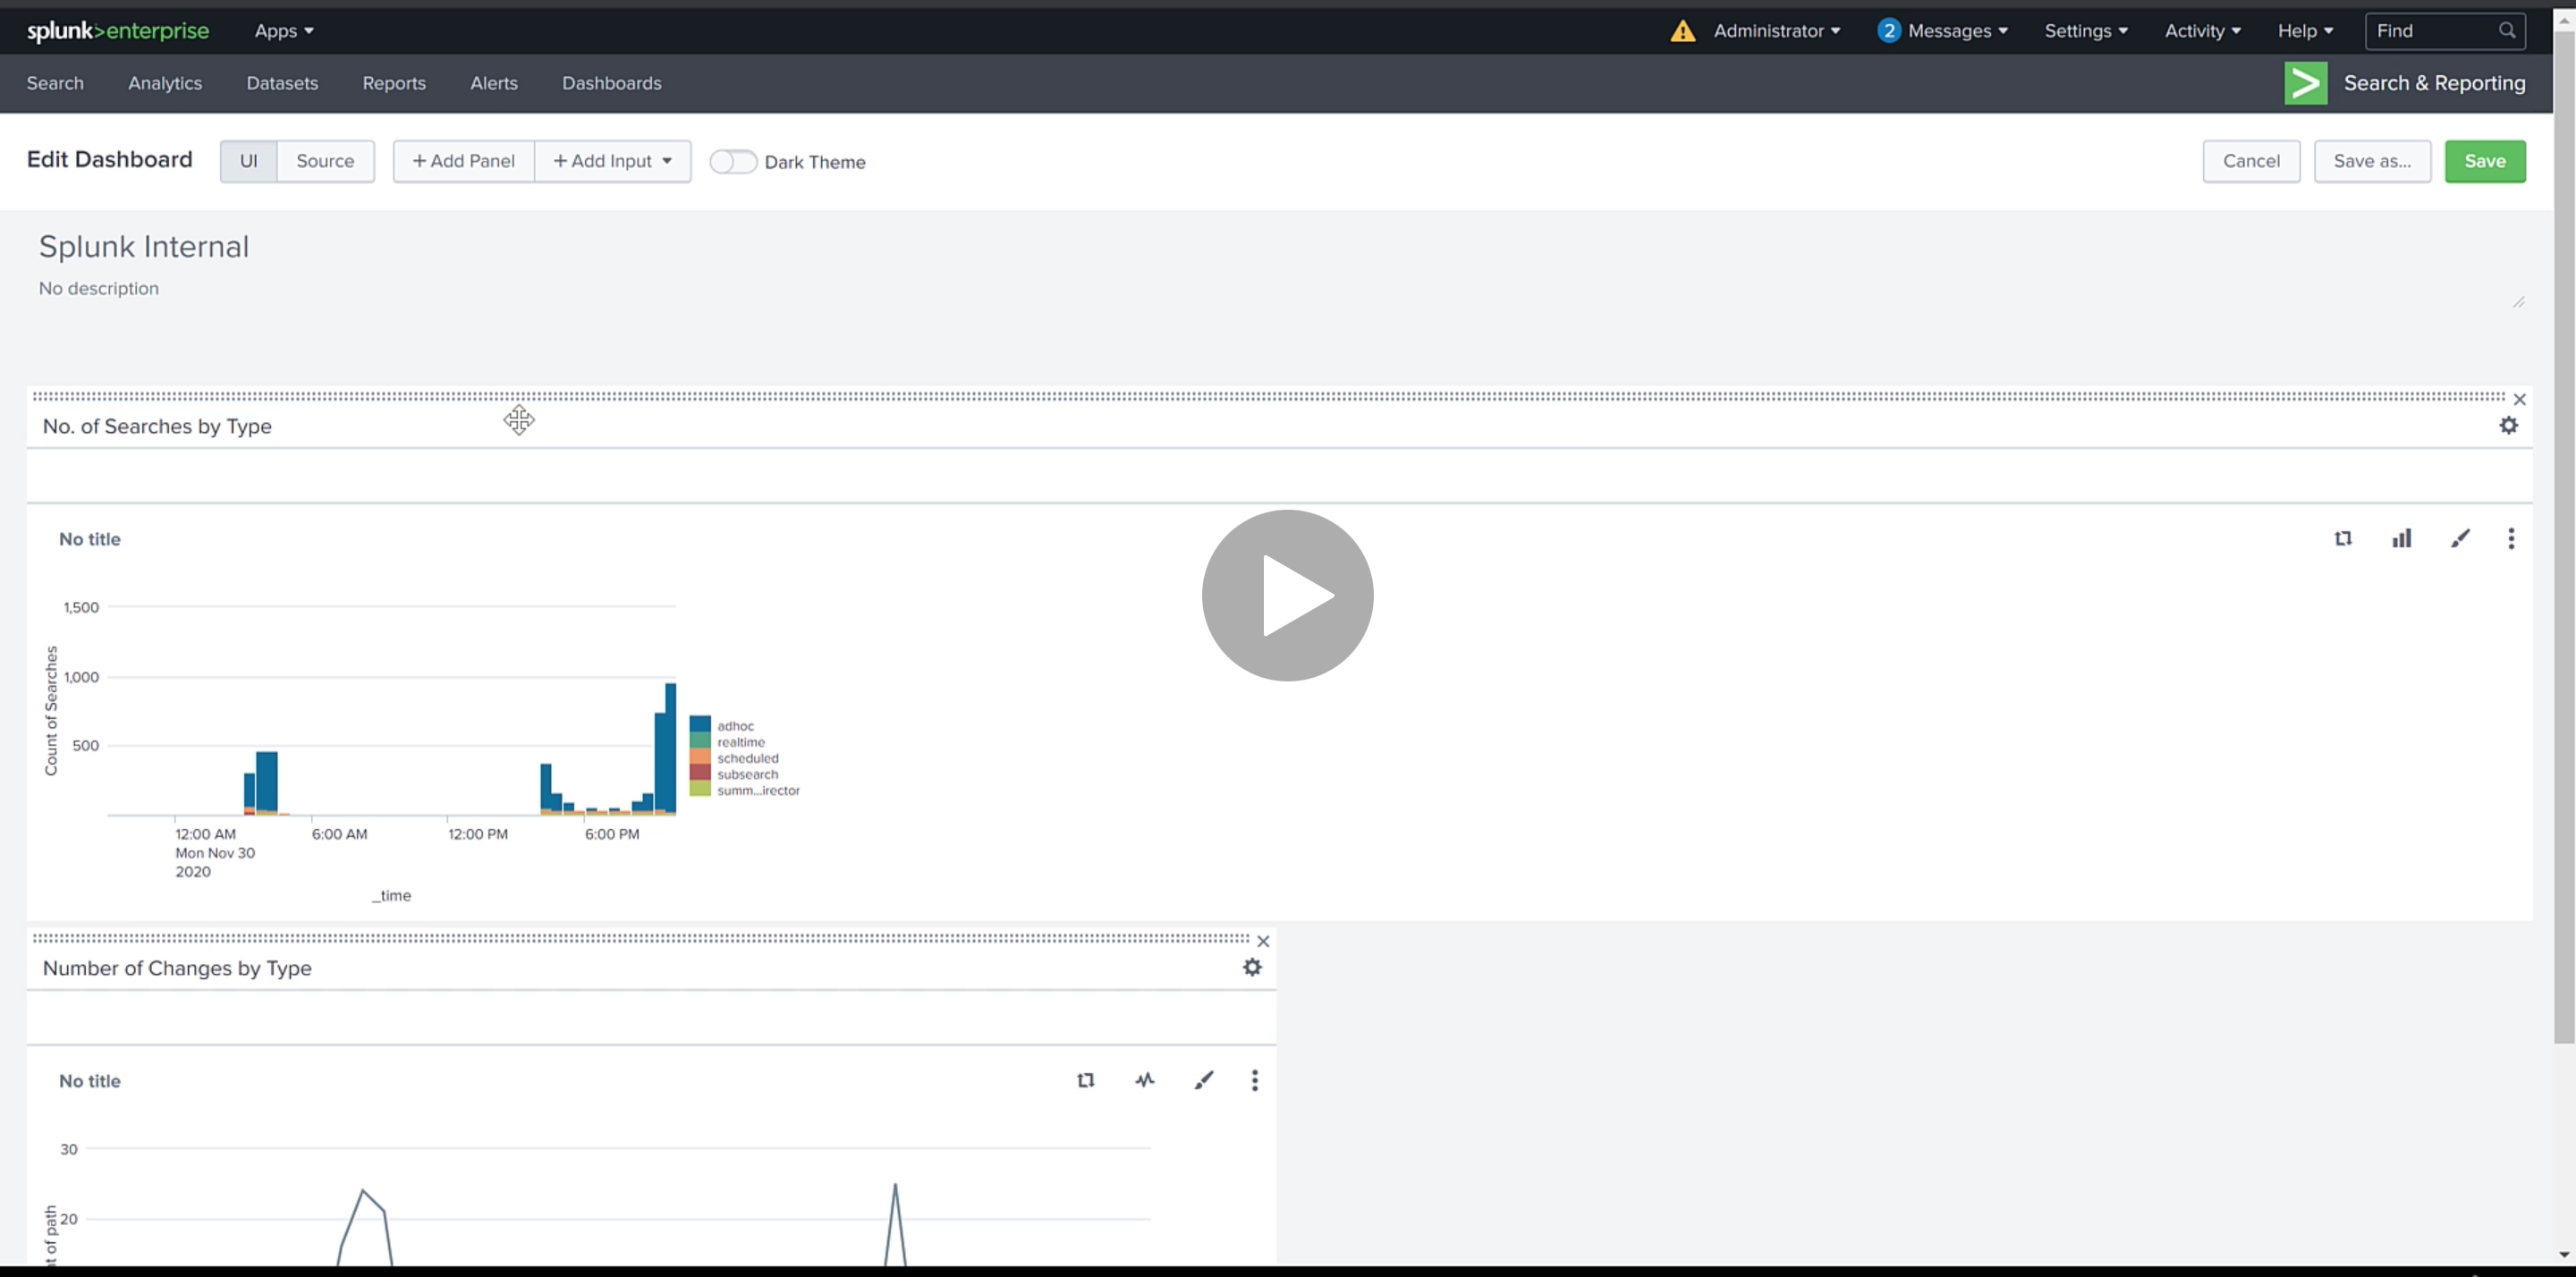 splunk>enterprise Apps Administrator 2 Messages Settings Activity Help Find
Search Analytics Datasets Reports Alerts Dashboards Search & Reporting
Edit Dashboard UI Source + Add Panel + Add Input Dark Theme Cancel Save as... Save
Splunk Internal
No description
No. of Searches by Type
No title
1,500
1,000
500
Count of Searches
adhoc
realtime
scheduled
subsearch
summ...irector
12:00 AM 6:00 AM 12:00 PM 6:00 PM
Mon Nov 30
2020
_time
Number of Changes by Type
No title
30
20
of path